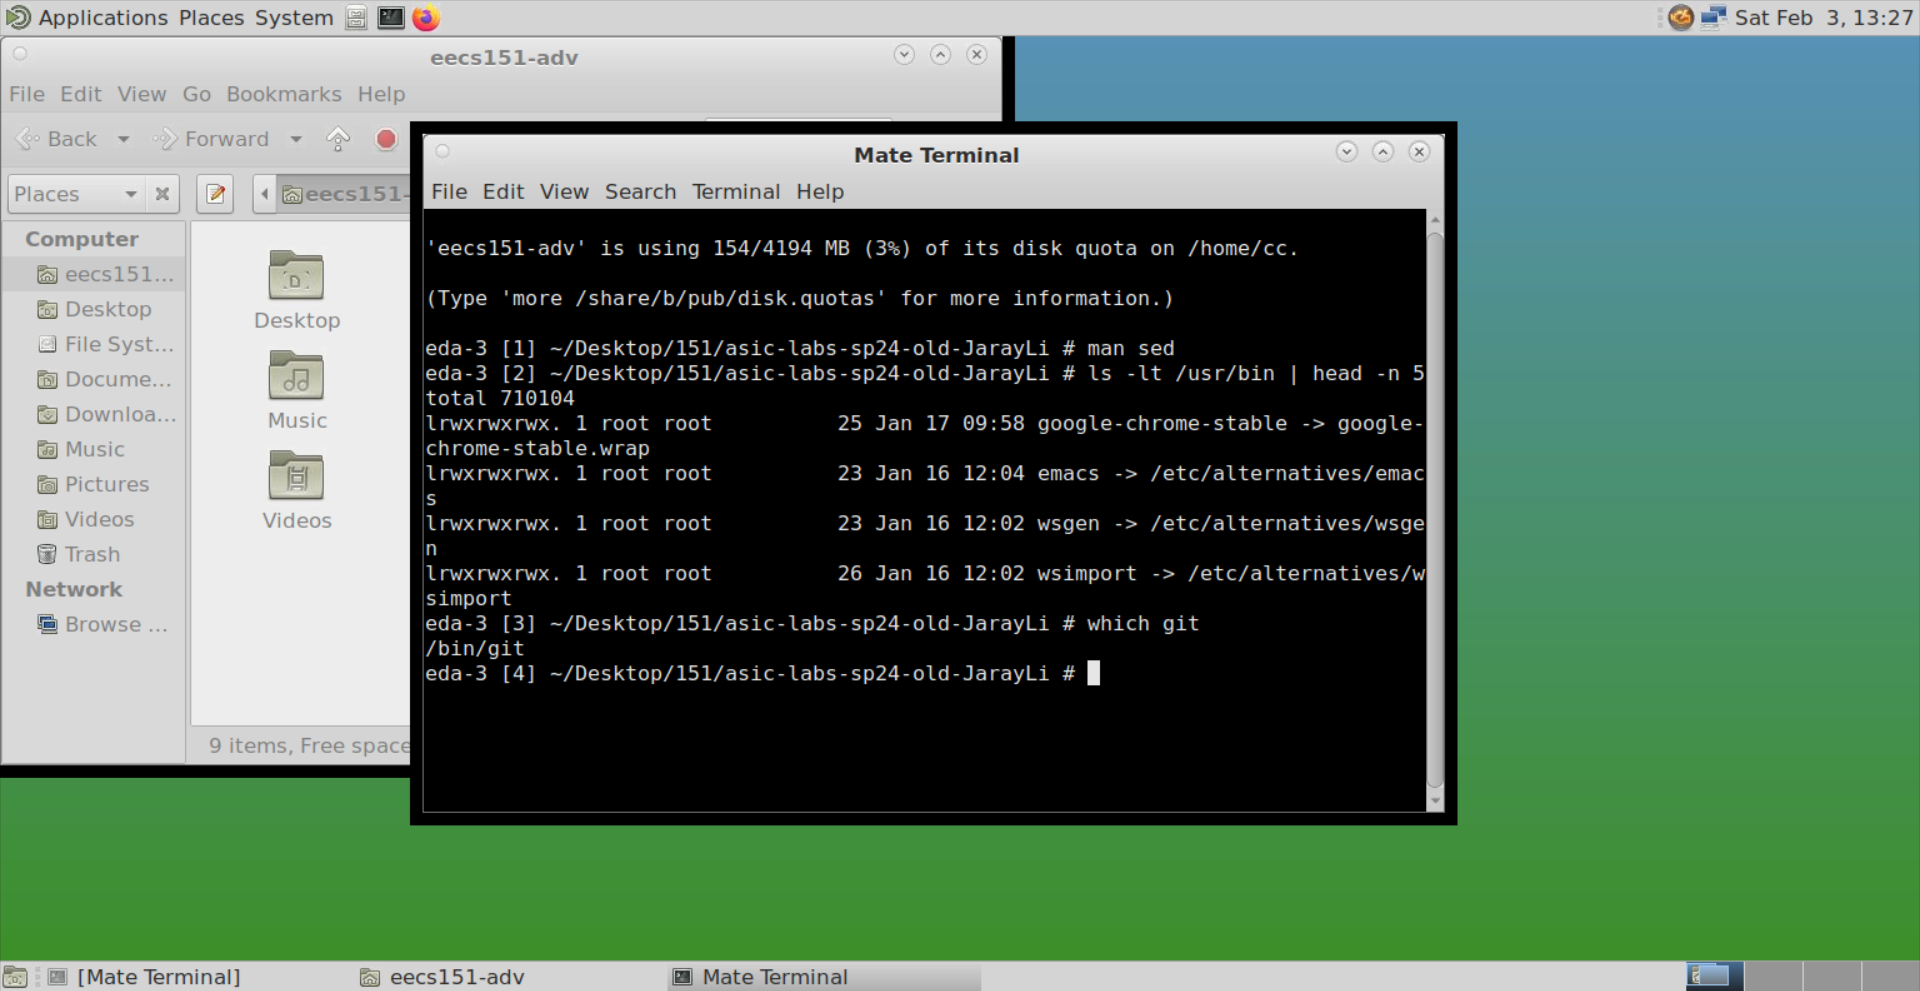 Applications Places System
Sat Feb 3, 13:27
eecs151-adv
File Edit View Go Bookmarks Help
Back Forward
Places
eecs151-
Computer
eecs151...
Desktop
File Syst...
Docume...
Downloa...
Music
Pictures
Videos
Trash
Network
Browse ...
Desktop
Music
Videos
9 items, Free space
Mate Terminal
File Edit View Search Terminal Help
'eecs151-adv' is using 154/4194 MB (3%) of its disk quota on /home/cc.
(Type 'more /share/b/pub/disk.quotas' for more information.)
eda-3 [1] ~/Desktop/151/asic-labs-sp24-old-JarayLi # man sed
eda-3 [2] ~/Desktop/151/asic-labs-sp24-old-JarayLi # ls -lt /usr/bin | head -n 5
total 710104
lrwxrwxrwx. 1 root root          25 Jan 17 09:58 google-chrome-stable -> google-
chrome-stable.wrap
lrwxrwxrwx. 1 root root          23 Jan 16 12:04 emacs -> /etc/alternatives/emac
s
lrwxrwxrwx. 1 root root          23 Jan 16 12:02 wsgen -> /etc/alternatives/wsge
n
lrwxrwxrwx. 1 root root          26 Jan 16 12:02 wsimport -> /etc/alternatives/w
simport
eda-3 [3] ~/Desktop/151/asic-labs-sp24-old-JarayLi # which git
/bin/git
eda-3 [4] ~/Desktop/151/asic-labs-sp24-old-JarayLi #
[Mate Terminal]
eecs151-adv
Mate Terminal